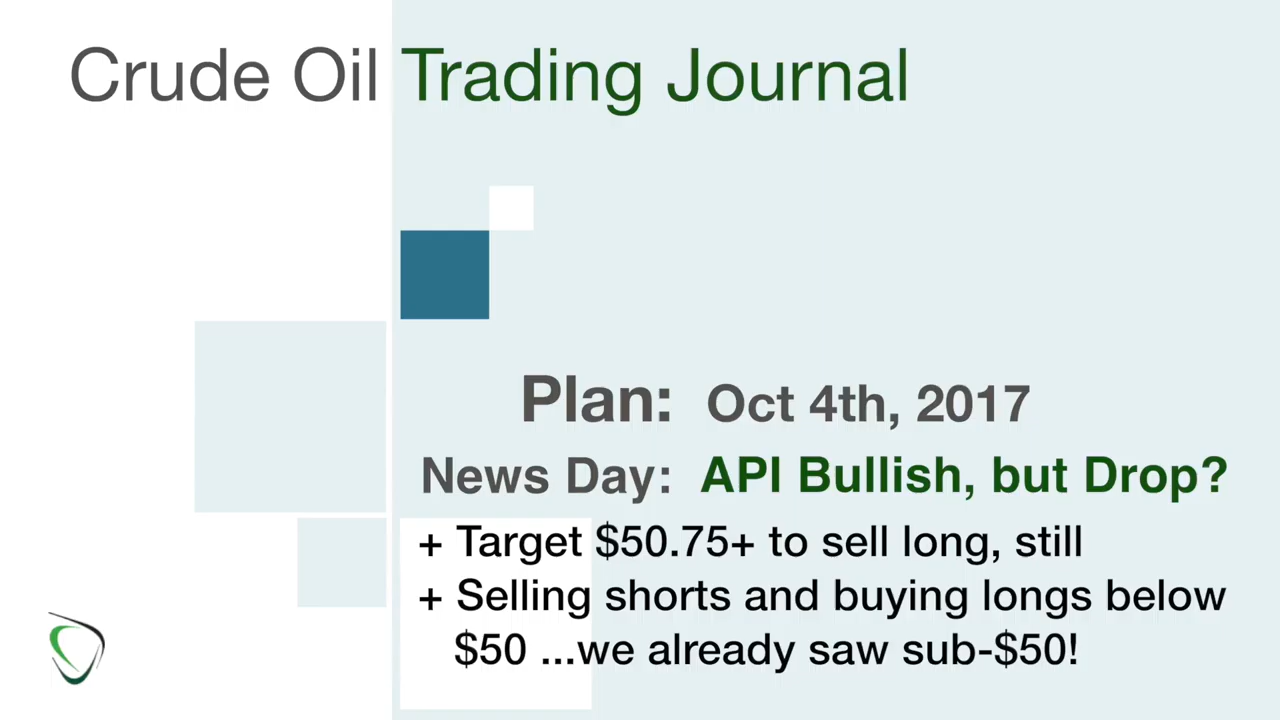 Crude Oil Trading Journal
Plan: Oct 4th, 2017
News Day: API Bullish, but Drop?
+ Target $50.75+ to sell long, still
+ Selling shorts and buying longs below
$50 ...we already saw sub-$50!